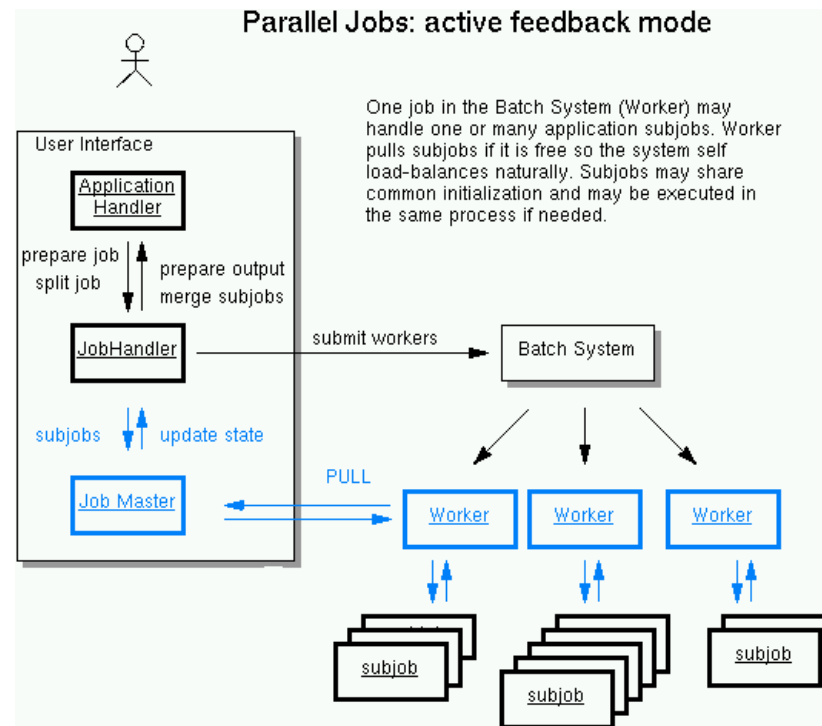 Parallel Jobs: active feedback mode
One job in the Batch System (Worker) may
handle one or many application subjobs. Worker
pulls subjobs if it is free so the system self
load-balances naturally. Subjobs may share
common initialization and may be executed in
the same process if needed.
User Interface
Application
Handler
prepare job
split job
prepare output
merge subjobs
JobHandler
submit workers
Batch System
subjobs
update state
Job Master
PULL
Worker
Worker
Worker
subjob
subjob
subjob